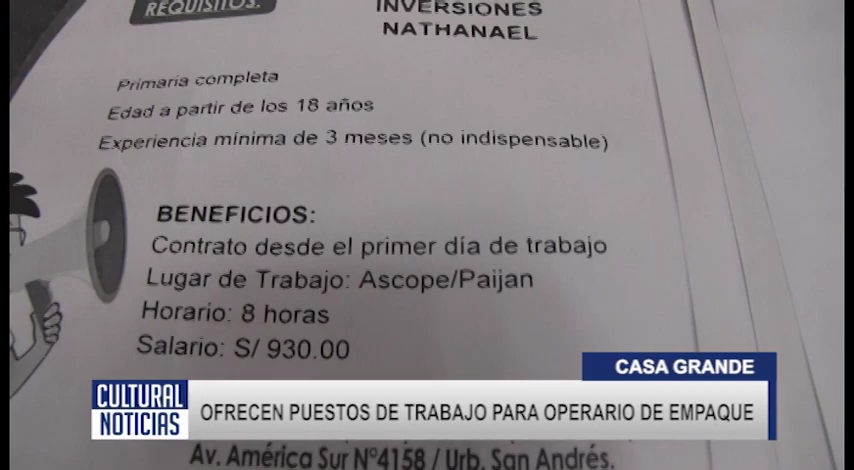 REQUISITOS:
INVERSIONES
NATHANAEL
Primaria completa
Edad a partir de los 18 años
Experiencia mínima de 3 meses (no indispensable)
BENEFICIOS:
Contrato desde el primer día de trabajo
Lugar de Trabajo: Ascope/Paijan
Horario: 8 horas
Salario: S/ 930.00
CASA GRANDE
CULTURAL
NOTICIAS
OFRECEN PUESTOS DE TRABAJO PARA OPERARIO DE EMPAQUE
Av. América Sur Nº4158 / Urb. San Andrés.